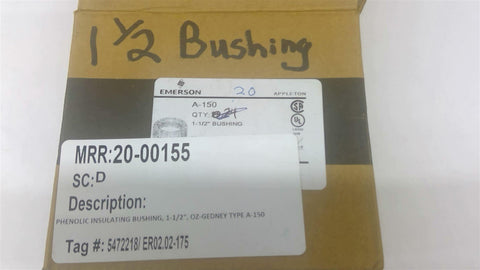 1 1/2 Bushing
EMERSON 20 APPLETON
A-150
QTY:
1-1/2" BUSHING
MRR:20-00155
SC:D
Description:
PHENOLIC INSULATING BUSHING, 1-1/2", OZ-GEDNEY TYPE A-150
Tag #: 5472218/ ER02.02-175